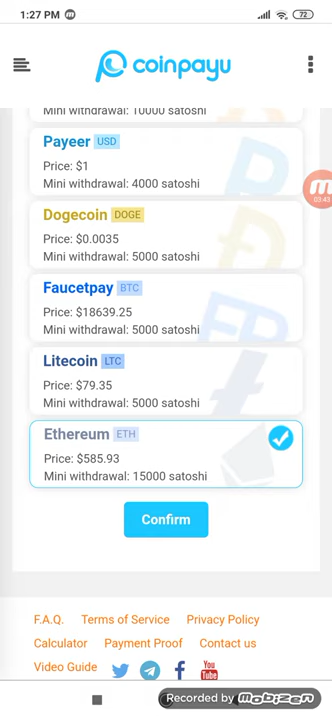 1:27 PM
72
coinpayu
Mini withdrawal: 10000 satoshi
Payeer USD
Price: $1
Mini withdrawal: 4000 satoshi
03:43
Dogecoin DOGE
Price: $0.0035
Mini withdrawal: 5000 satoshi
Faucetpay BTC
Price: $18639.25
Mini withdrawal: 5000 satoshi
Litecoin LTC
Price: $79.35
Mini withdrawal: 5000 satoshi
Ethereum ETH
Price: $585.93
Mini withdrawal: 15000 satoshi
Confirm
F.A.Q. Terms of Service Privacy Policy
Calculator Payment Proof Contact us
Video Guide You Tube
Recorded by mobizen